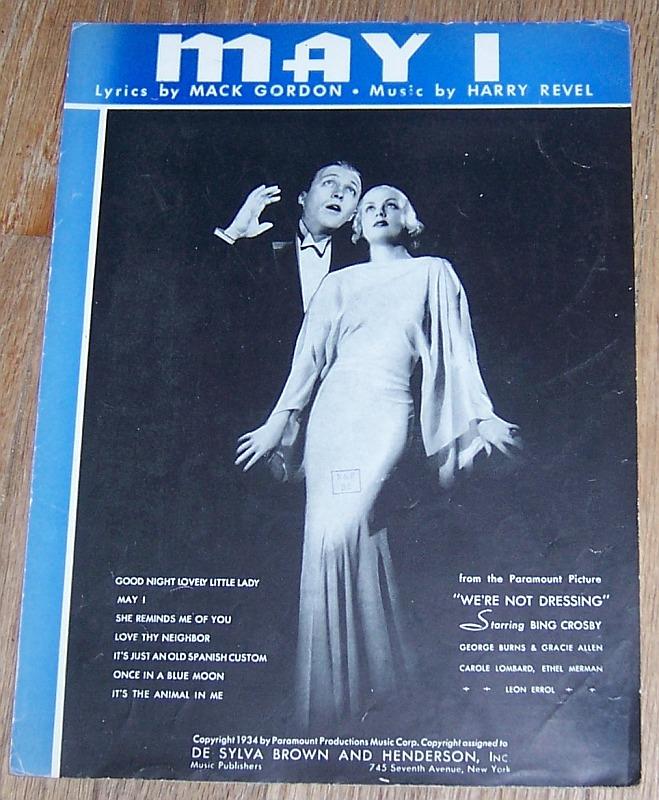 MAY I
Lyrics by MACK GORDON • Music by HARRY REVEL
GOOD NIGHT LOVELY LITTLE LADY
MAY I
SHE REMINDS ME OF YOU
LOVE THY NEIGHBOR
IT'S JUST AN OLD SPANISH CUSTOM
ONCE IN A BLUE MOON
IT'S THE ANIMAL IN ME
from the Paramount Picture
"WE'RE NOT DRESSING"
Starring BING CROSBY
GEORGE BURNS & GRACIE ALLEN
CAROLE LOMBARD, ETHEL MERMAN
LEON ERROL
Copyright 1934 by Paramount Productions Music Corp. Copyright assigned to
DE SYLVA BROWN AND HENDERSON, INC
Music Publishers 745 Seventh Avenue, New York